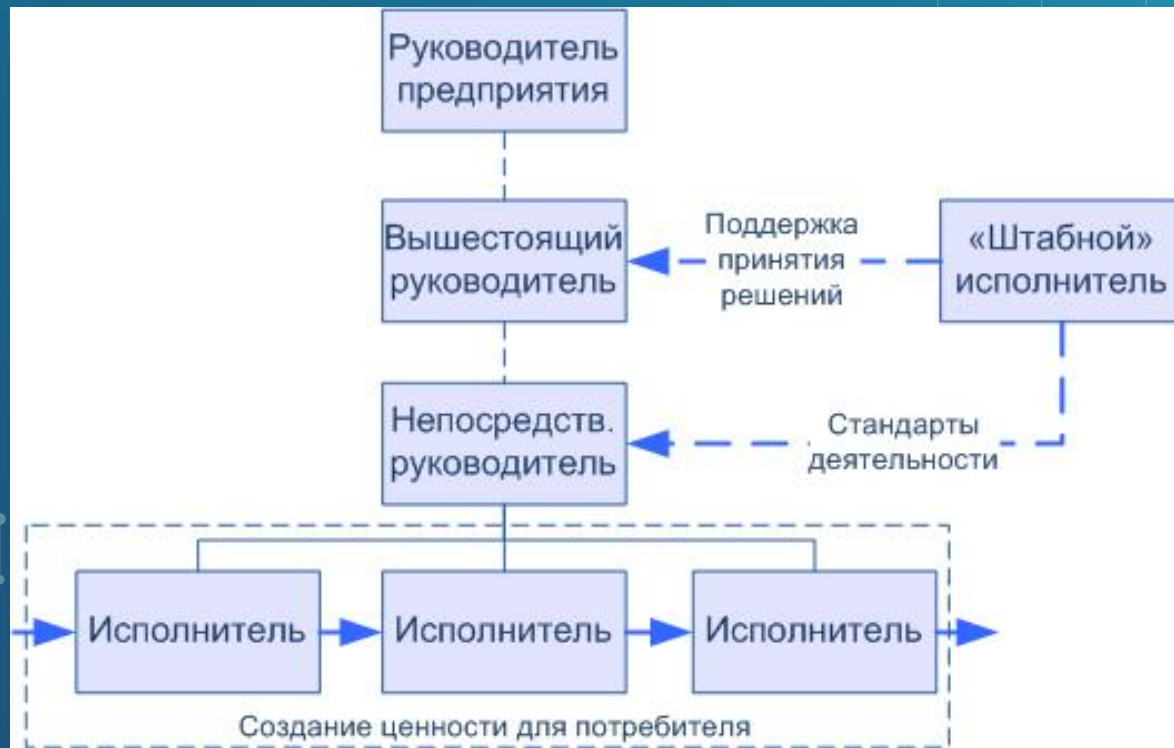 Руководитель
предприятия
Вышестоящий
руководитель
Поддержка
принятия
решений
«Штабной»
исполнитель
Непосредств.
руководитель
Стандарты
деятельности
Исполнитель
Исполнитель
Исполнитель
Создание ценности для потребителя